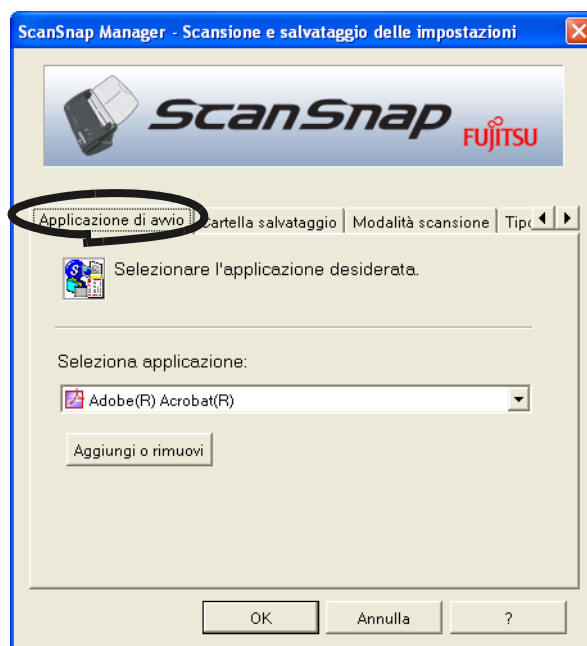 ScanSnap Manager - Scansione e salvataggio delle impostazioni
ScanSnap
FUJITSU
Applicazione di avvio Cartella salvataggio Modalità scansione Tipo
Selezionare l'applicazione desiderata.
Seleziona applicazione:
Adobe(R) Acrobat(R)
Aggiungi o rimuovi
OK Annulla ?